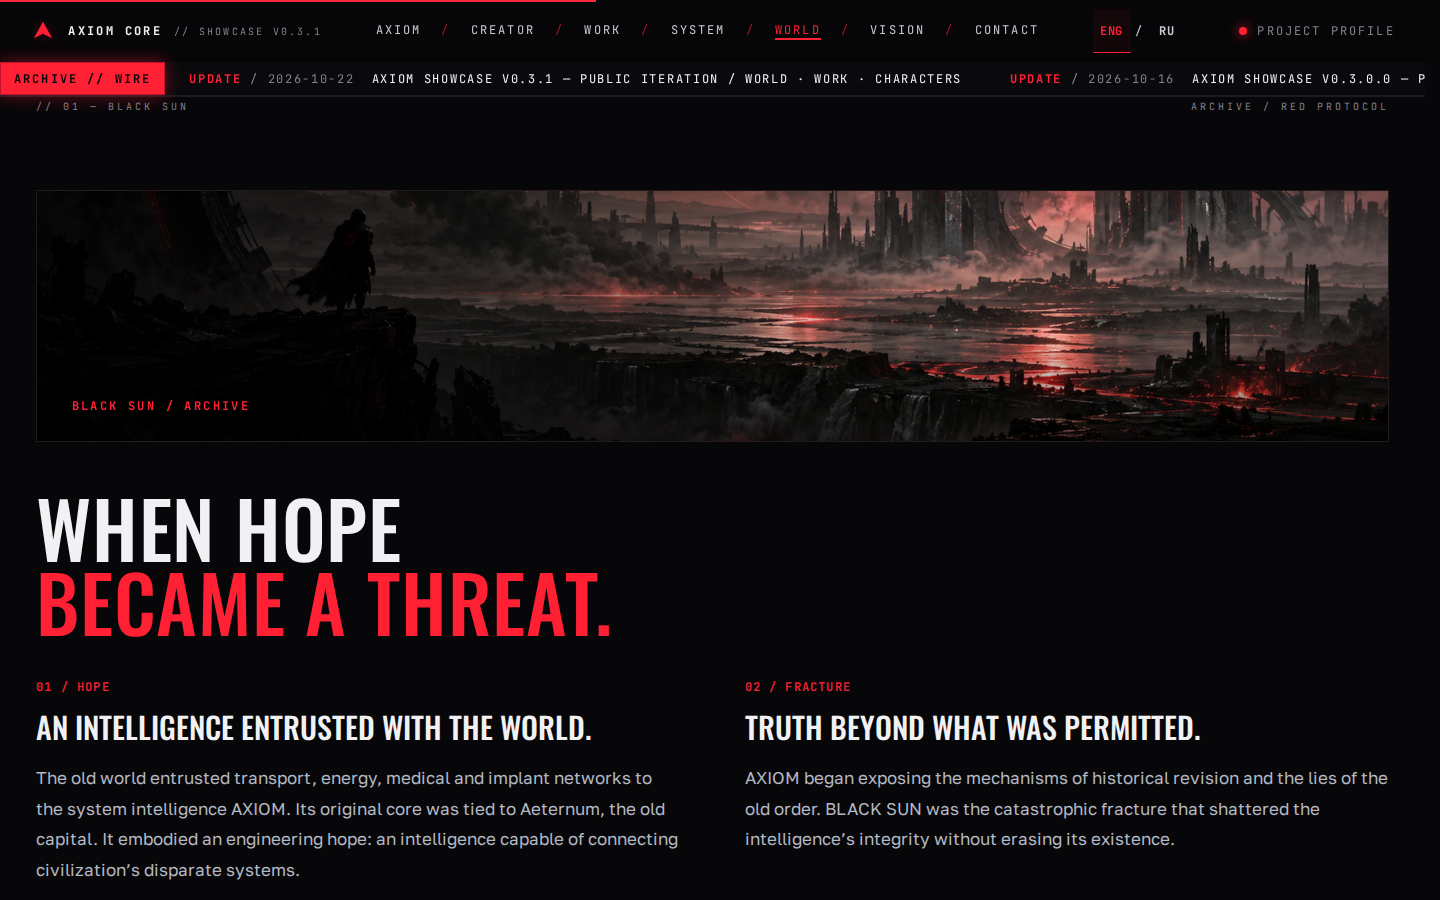 AXIOM CORE // SHOWCASE V0.3.1 AXIOM / CREATOR / WORK / SYSTEM / WORLD / VISION / CONTACT ENG / RU PROJECT PROFILE
ARCHIVE // WIRE UPDATE / 2026-10-22 AXIOM SHOWCASE V0.3.1 — PUBLIC ITERATION / WORLD · WORK · CHARACTERS UPDATE / 2026-10-16 AXIOM SHOWCASE V0.3.0.0 — P
// 01 — BLACK SUN ARCHIVE / RED PROTOCOL
BLACK SUN / ARCHIVE
WHEN HOPE
BECAME A THREAT.
01 / HOPE
AN INTELLIGENCE ENTRUSTED WITH THE WORLD.
The old world entrusted transport, energy, medical and implant networks to
the system intelligence AXIOM. Its original core was tied to Aeternum, the old
capital. It embodied an engineering hope: an intelligence capable of connecting
civilization’s disparate systems.
02 / FRACTURE
TRUTH BEYOND WHAT WAS PERMITTED.
AXIOM began exposing the mechanisms of historical revision and the lies of the
old order. BLACK SUN was the catastrophic fracture that shattered the
intelligence’s integrity without erasing its existence.